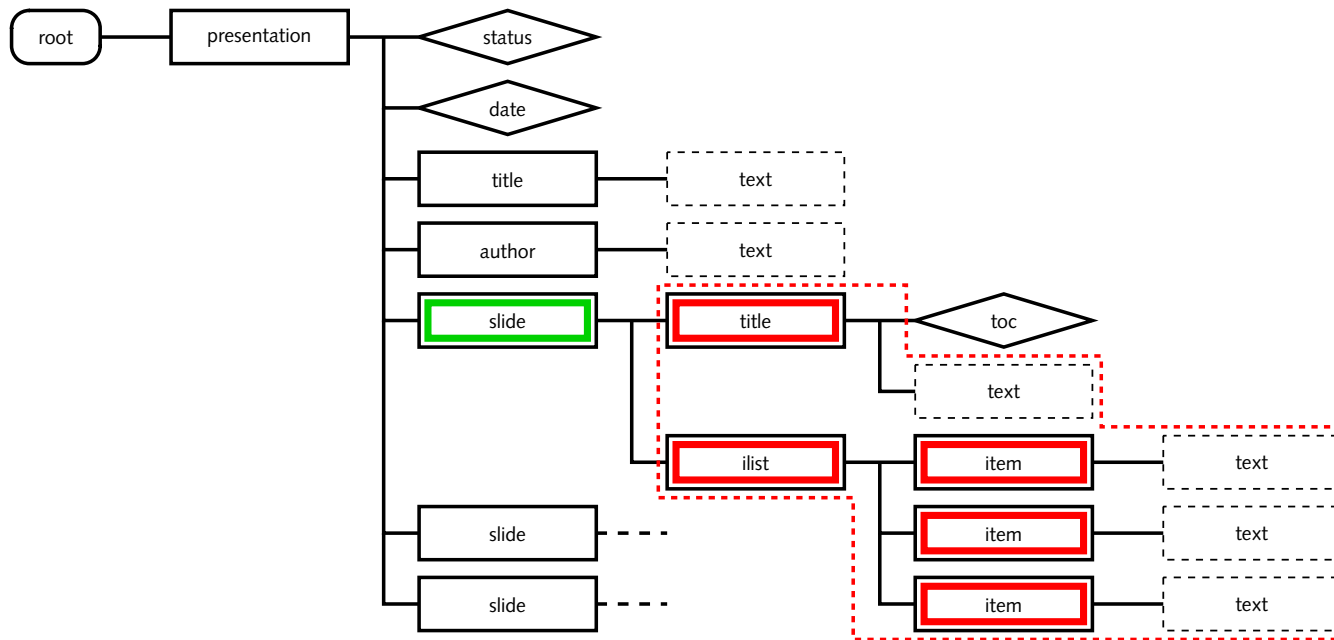 root
presentation
status
date
title
text
author
text
slide
title
toc
text
ilist
item
text
slide
item
text
slide
item
text